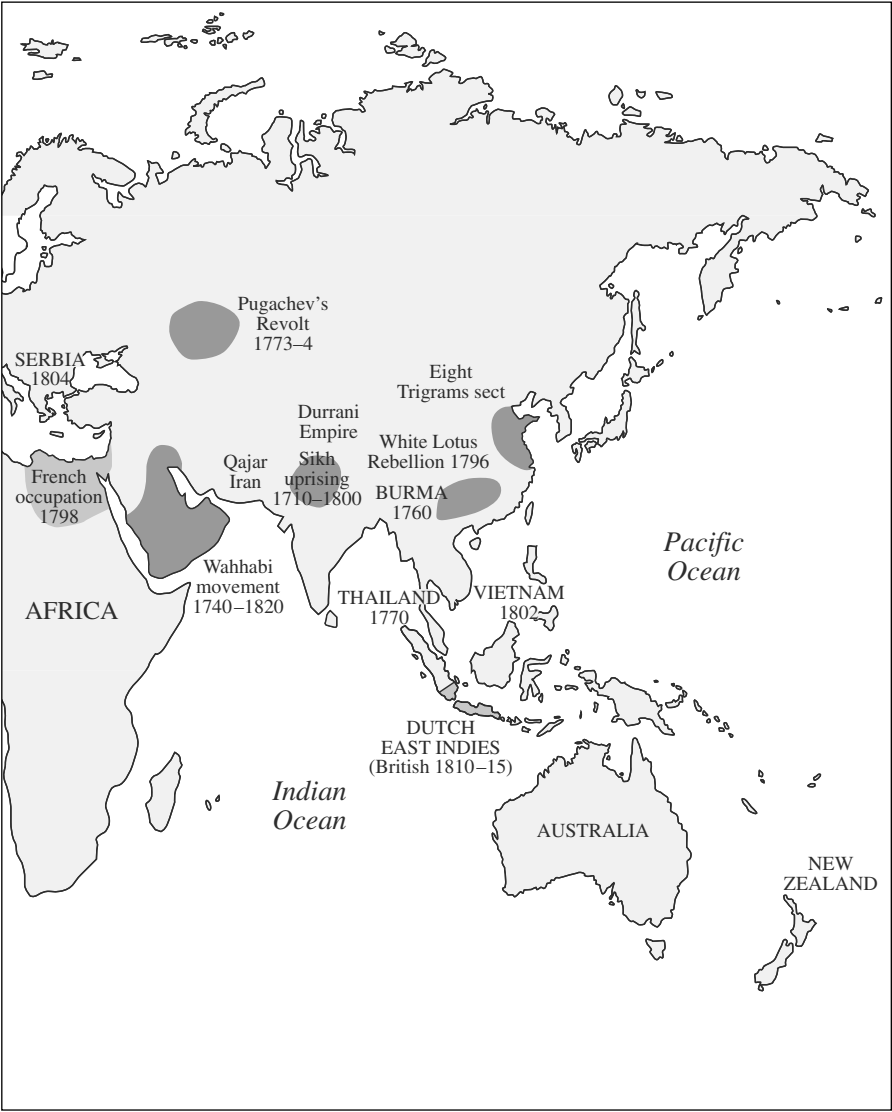 Pugachev's
Revolt
1773–4
SERBIA
1804
Eight
Trigrams sect
Durrani
Empire
White Lotus
Rebellion 1796
Qajar
Iran
Sikh
uprising
1710–1800
French
occupation
1798
BURMA
1760
Pacific
Ocean
Wahhabi
movement
1740–1820
AFRICA
THAILAND
1770
VIETNAM
1802
DUTCH
EAST INDIES
(British 1810–15)
Indian
Ocean
AUSTRALIA
NEW
ZEALAND